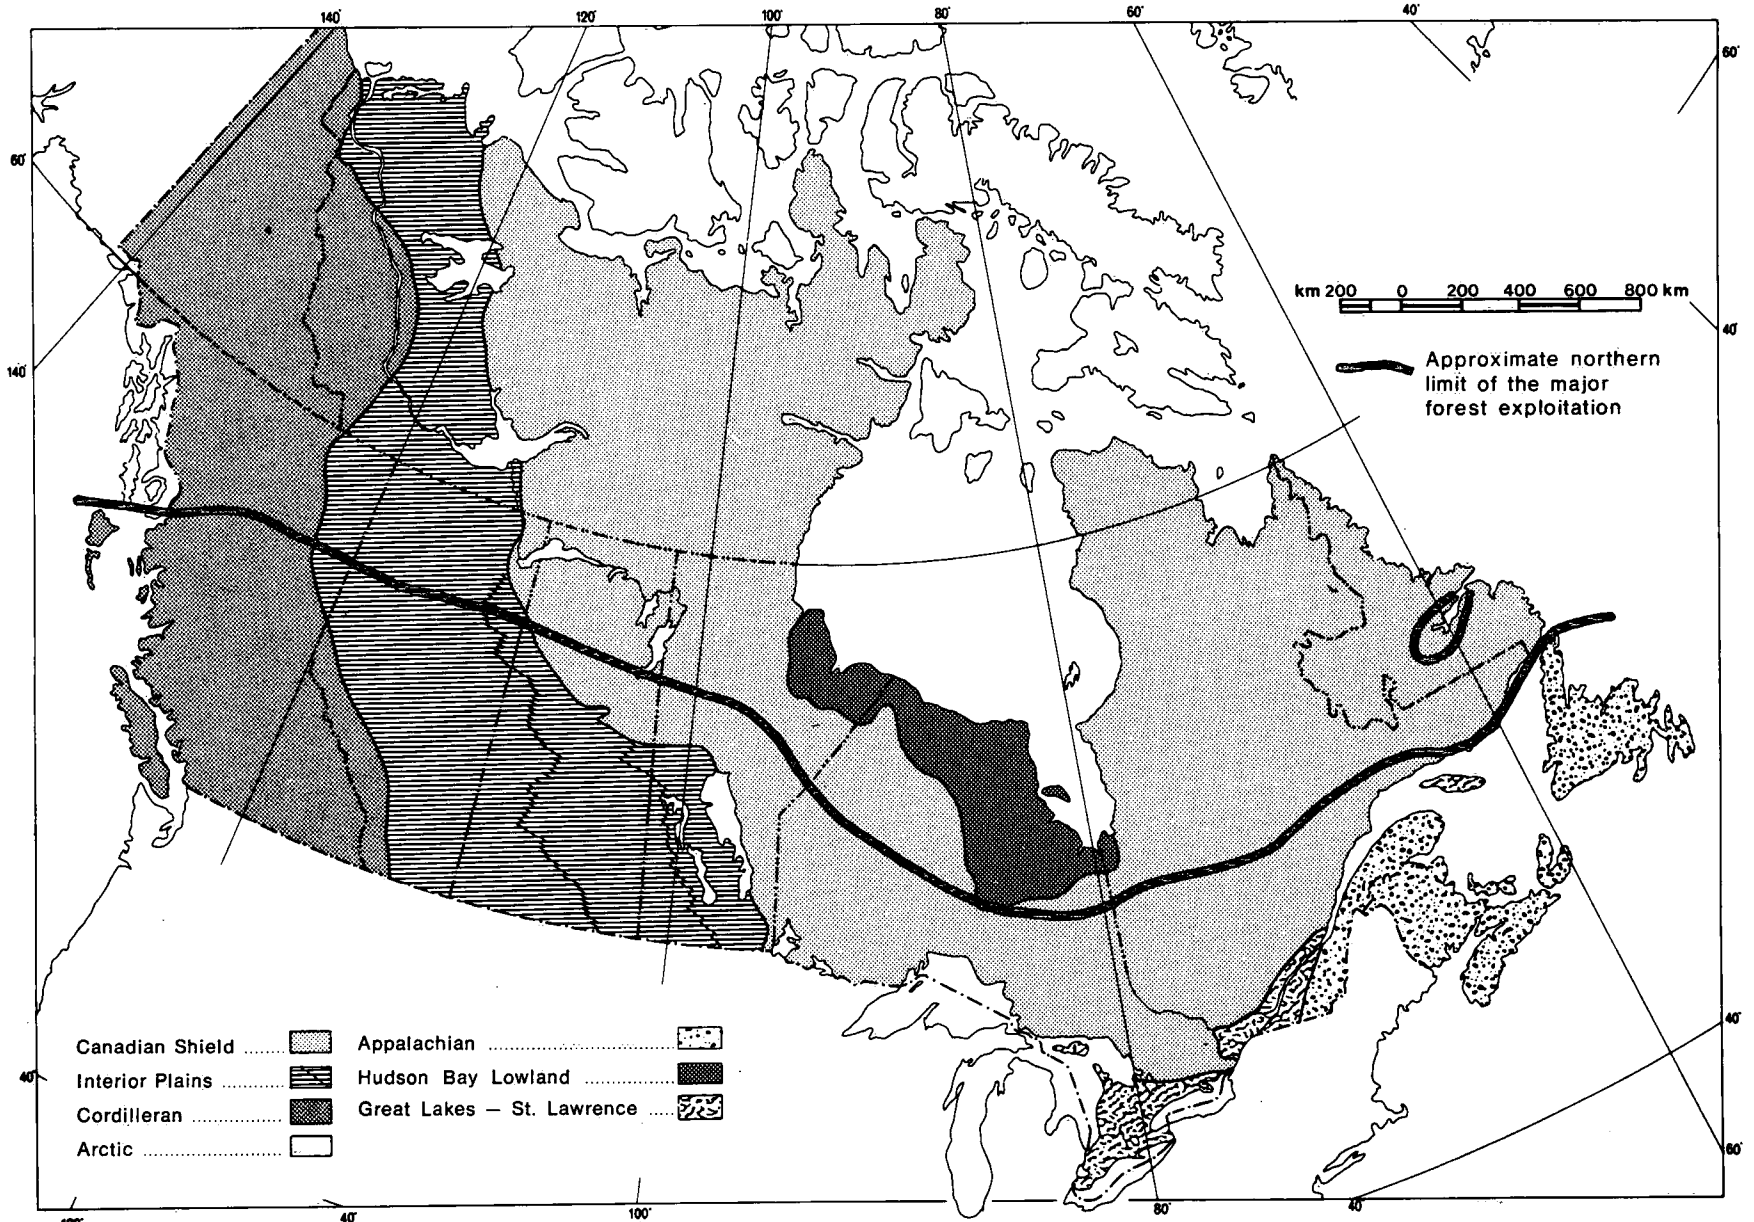 140° 120° 100° 80° 60° 40°
60°
60°
km 200 0 200 400 600 800 km
40°
140°
Approximate northern
limit of the major
forest exploitation
Canadian Shield
Interior Plains
Cordilleran
Arctic
Appalachian
Hudson Bay Lowland
Great Lakes – St. Lawrence
40°
40°
60°
40° 100° 80° 40°